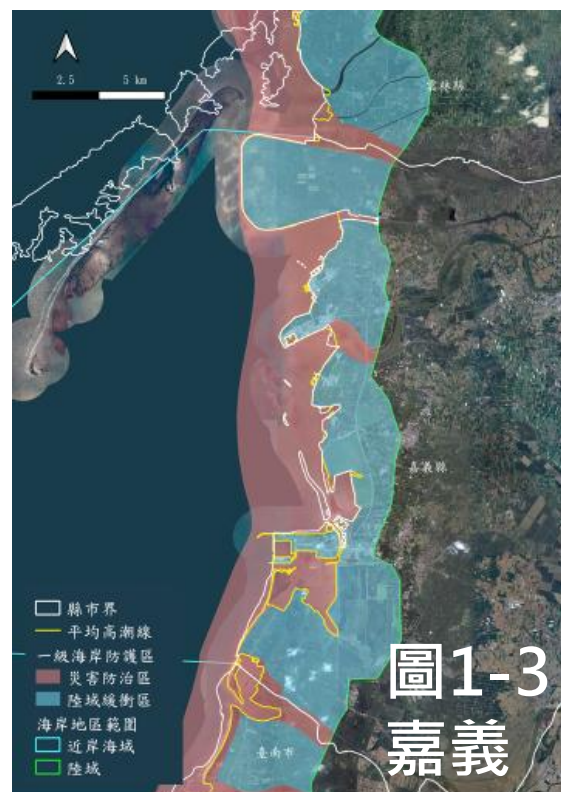 2.5 5 km
雲林縣
嘉義縣
縣市界
平均高潮線
一級海岸防護區
災害防治區
陸域緩衝區
海岸地區範圍
近岸海域
陸域
臺南市
圖1-3
嘉義